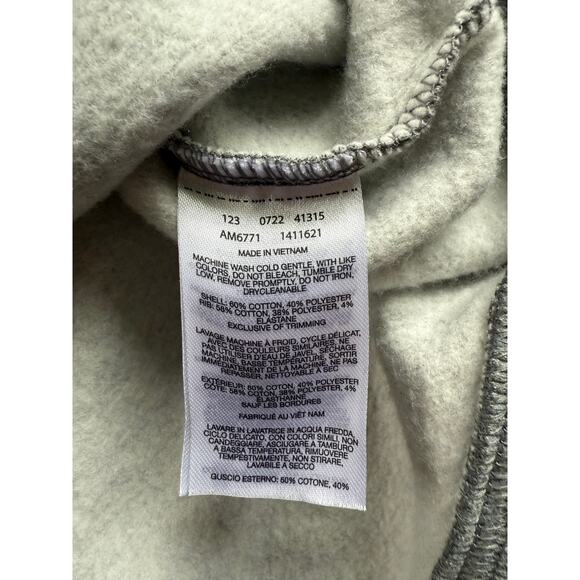 123 0722 41315
AM6771 1411621
MADE IN VIETNAM
MACHINE WASH COLD GENTLE, WITH LIKE
COLORS, DO NOT BLEACH, TUMBLE DRY
LOW, REMOVE PROMPTLY, DO NOT IRON,
DRYCLEANABLE
SHELL: 60% COTTON, 40% POLYESTER
RIB: 58% COTTON, 38% POLYESTER, 4%
ELASTANE
EXCLUSIVE OF TRIMMING
LAVAGE MACHINE À FROID, CYCLE DÉLICAT,
AVEC DES COULEURS SIMILAIRES, NE
PAS UTILISER D'EAU DE JAVEL, SÉCHAGE
MACHINE, BASSE TEMPÉRATURE, SORTIR
IMMÉDIATEMENT DE LA MACHINE, NE PAS
REPASSER, NETTOYABLE À SEC
EXTÉRIEUR: 60% COTON, 40% POLYESTER
CÔTE: 58% COTON, 38% POLYESTER, 4%
ÉLASTHANNE
SAUF LES BORDURES
FABRIQUÉ AU VIÊT NAM
LAVARE IN LAVATRICE IN ACQUA FREDDA,
CICLO DELICATO, CON COLORI SIMILI, NON
CANDEGGIARE, ASCIUGARE A TAMBURO
A BASSA TEMPERATURA, RIMUOVERE
TEMPESTIVAMENTE, NON STIRARE,
LAVABILE A SECCO
GUSCIO ESTERNO: 60% COTONE, 40%